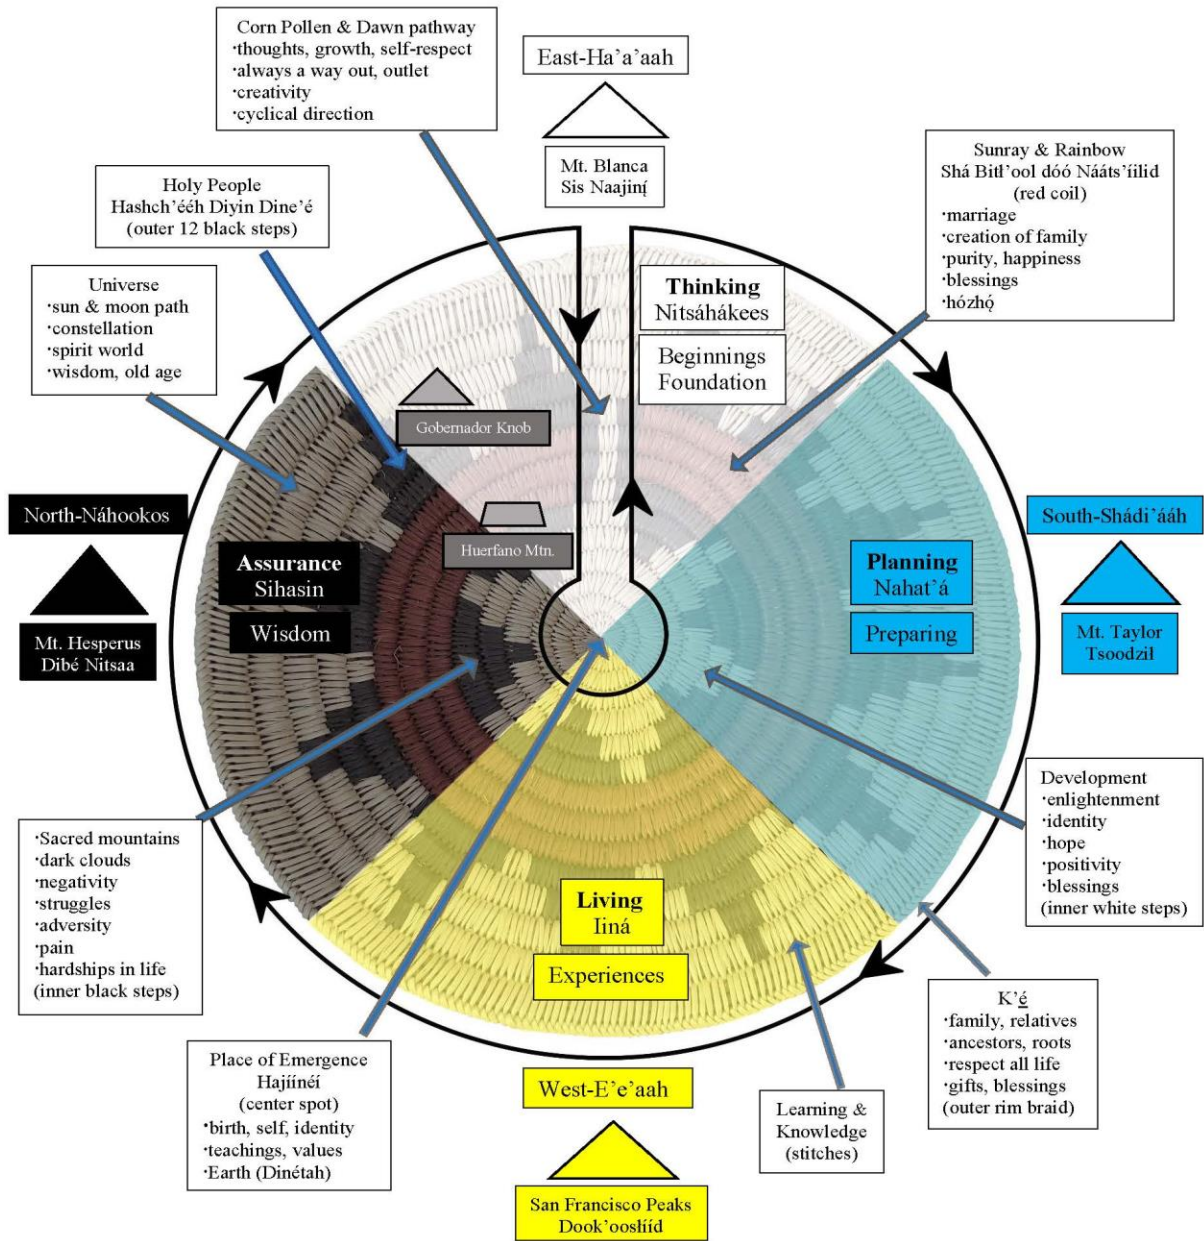 Corn Pollen & Dawn pathway
·thoughts, growth, self-respect
·always a way out, outlet
·creativity
·cyclical direction
East-Ha’a’aah
Mt. Blanca
Sis Naajiní̜
Sunray & Rainbow
Shá Bitł’ool dóó Nááts’íilid
(red coil)
·marriage
·creation of family
·purity, happiness
·blessings
·hózhǫ́
Holy People
Hashch’ééh Diyin Dine’é
(outer 12 black steps)
Universe
·sun & moon path
·constellation
·spirit world
·wisdom, old age
Thinking
Nitsáhákees
Beginnings
Foundation
Gobernador Knob
Huerfano Mtn.
North-Náhookos
Mt. Hesperus
Dibé Nitsaa
Assurance
Sihasin
Wisdom
Planning
Nahat’á
Preparing
South-Shádi’ááh
Mt. Taylor
Tsoodził
Living
Iiná
Experiences
·Sacred mountains
·dark clouds
·negativity
·struggles
·adversity
·pain
·hardships in life
(inner black steps)
Development
·enlightenment
·identity
·hope
·positivity
·blessings
(inner white steps)
Place of Emergence
Hajíínéí
(center spot)
·birth, self, identity
·teachings, values
·Earth (Dinétah)
West-E’e’aah
San Francisco Peaks
Dook’oosłííd
Learning &
Knowledge
(stitches)
K’é
·family, relatives
·ancestors, roots
·respect all life
·gifts, blessings
(outer rim braid)